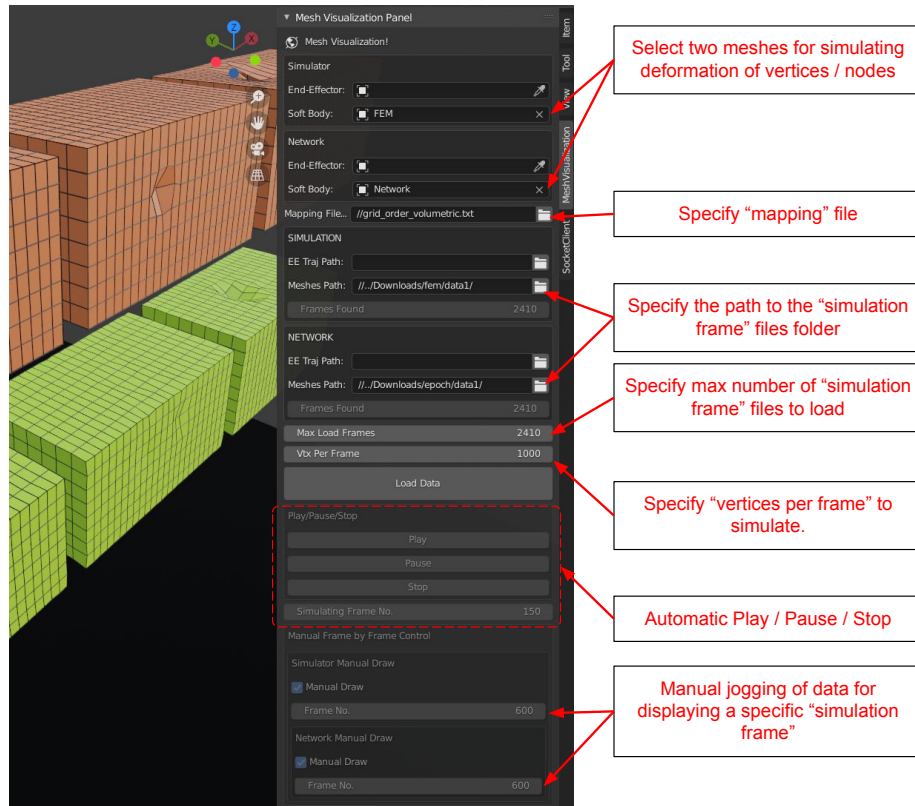 Mesh Visualization Panel
Mesh Visualization!
Simulator
End-Effector:
Soft Body: FEM
Network
End-Effector:
Soft Body: Network
Mapping File... //grid_order_volumetric.txt
SIMULATION
EE Traj Path:
Meshes Path: //../Downloads/fem/data1/
Frames Found 2410
NETWORK
EE Traj Path:
Meshes Path: //../Downloads/epoch/data1/
Frames Found 2410
Max Load Frames 2410
Vtx Per Frame 1000
Load Data
Play/Pause/Stop
Play
Pause
Stop
Simulating Frame No. 150
Manual Frame by Frame Control
Simulator Manual Draw
Manual Draw
Frame No. 600
Network Manual Draw
Manual Draw
Frame No. 600
Item
Tool
View
MeshVisualization
SocketClient
Z
Y
X
Select two meshes for simulating
deformation of vertices / nodes
Specify “mapping” file
Specify the path to the “simulation
frame” files folder
Specify max number of “simulation
frame” files to load
Specify “vertices per frame” to
simulate.
Automatic Play / Pause / Stop
Manual jogging of data for
displaying a specific “simulation
frame”